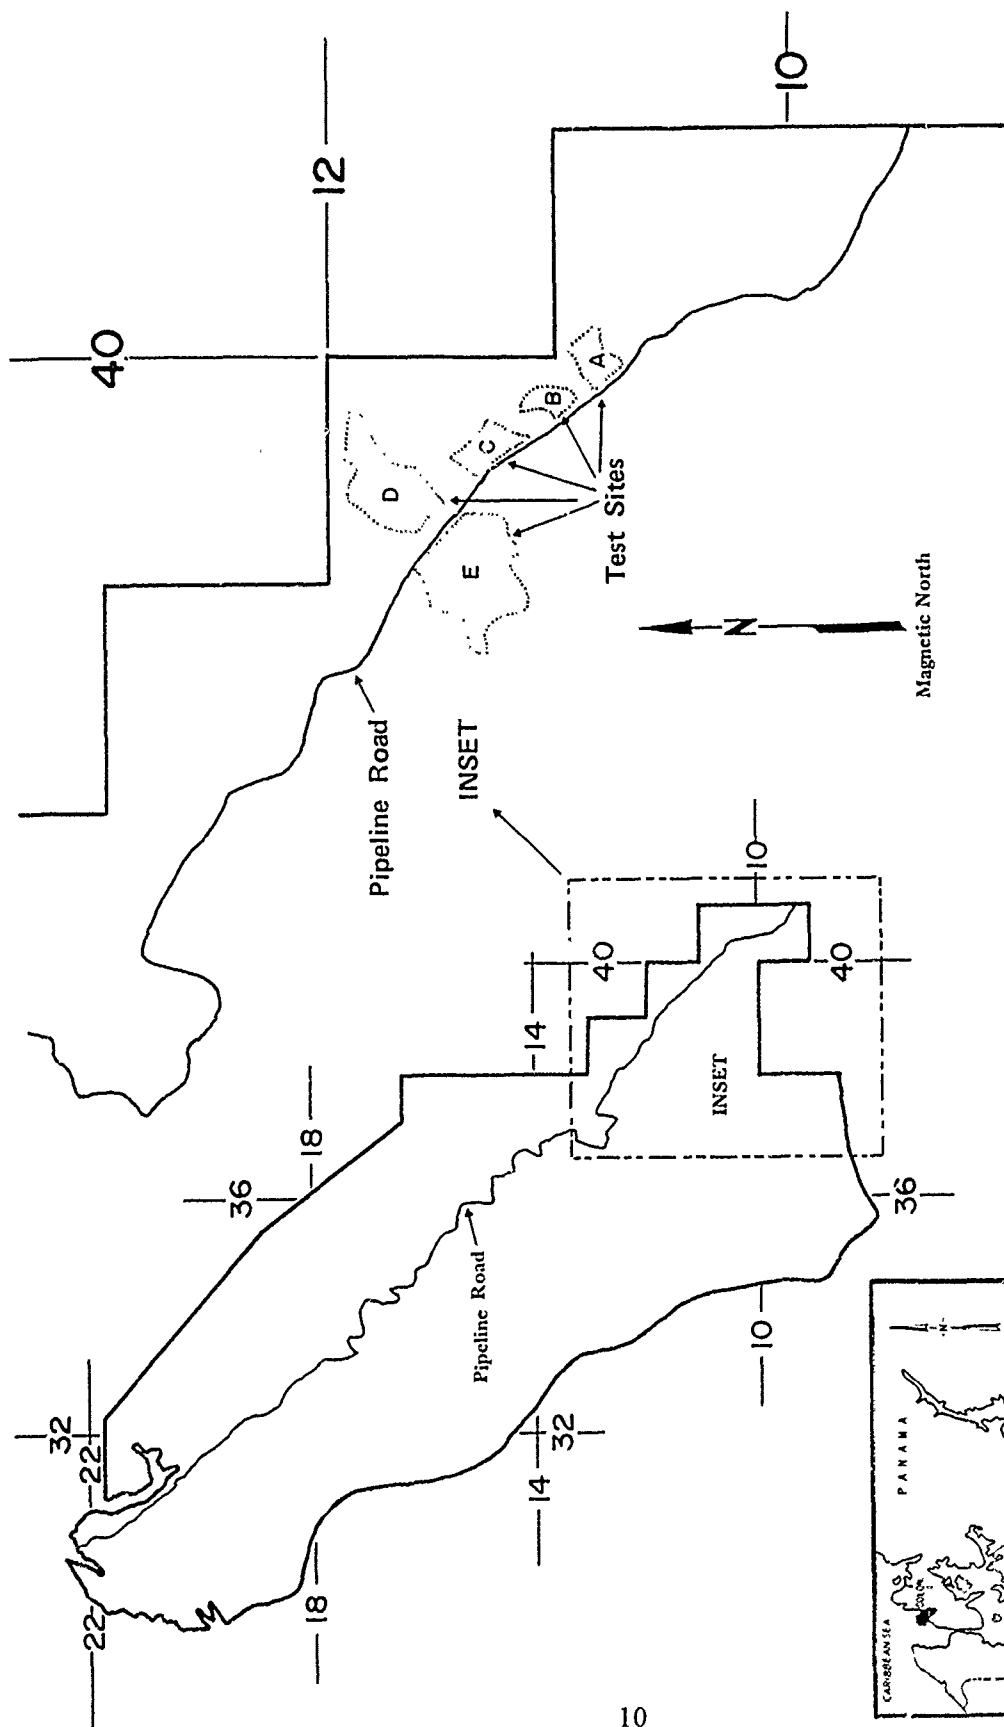 22
22
32
36
18
18
14
14
32
10
36
40
10
40
Pipeline Road
INSET
INSET
Pipeline Road
40
12
10
A
B
C
D
E
Test Sites
N
Magnetic North
CARIBBEAN SEA
COLON
PANAMA
N
10